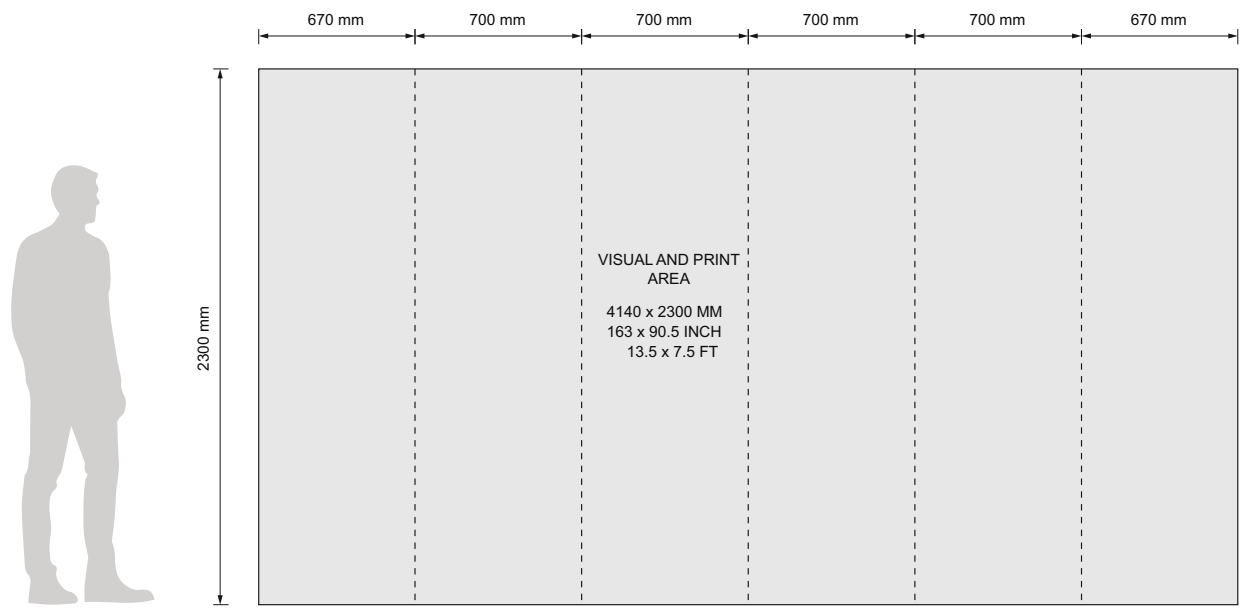 670 mm 700 mm 700 mm 700 mm 700 mm 670 mm
2300 mm
VISUAL AND PRINT
AREA
4140 x 2300 MM
163 x 90.5 INCH
13.5 x 7.5 FT